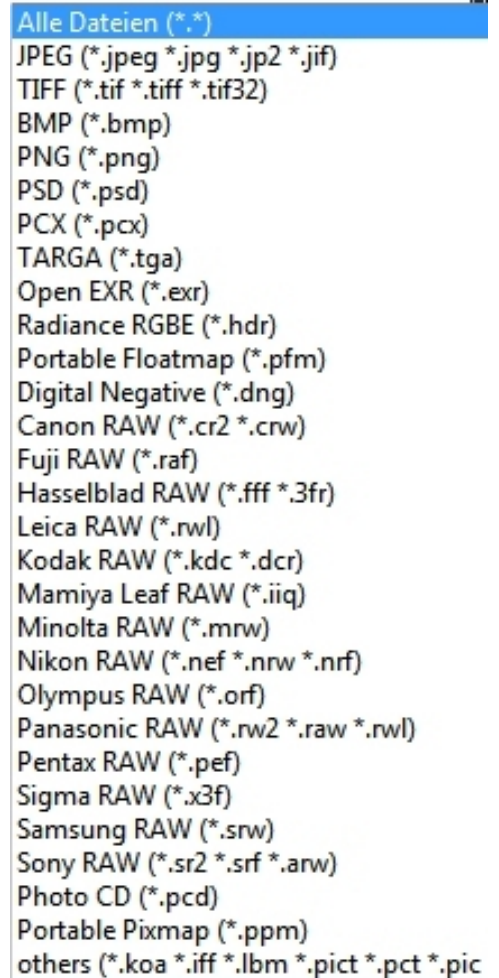 Alle Dateien (*.*)
JPEG (*.jpeg *.jpg *.jp2 *.jif)
TIFF (*.tif *.tiff *.tif32)
BMP (*.bmp)
PNG (*.png)
PSD (*.psd)
PCX (*.pcx)
TARGA (*.tga)
Open EXR (*.exr)
Radiance RGBE (*.hdr)
Portable Floatmap (*.pfm)
Digital Negative (*.dng)
Canon RAW (*.cr2 *.crw)
Fuji RAW (*.raf)
Hasselblad RAW (*.fff *.3fr)
Leica RAW (*.rwl)
Kodak RAW (*.kdc *.dcr)
Mamiya Leaf RAW (*.iiq)
Minolta RAW (*.mrw)
Nikon RAW (*.nef *.nrw *.nrf)
Olympus RAW (*.orf)
Panasonic RAW (*.rw2 *.raw *.rwl)
Pentax RAW (*.pef)
Sigma RAW (*.x3f)
Samsung RAW (*.srw)
Sony RAW (*.sr2 *.srf *.arw)
Photo CD (*.pcd)
Portable Pixmap (*.ppm)
others (*.koa *.iff *.lbm *.pict *.pct *.pic